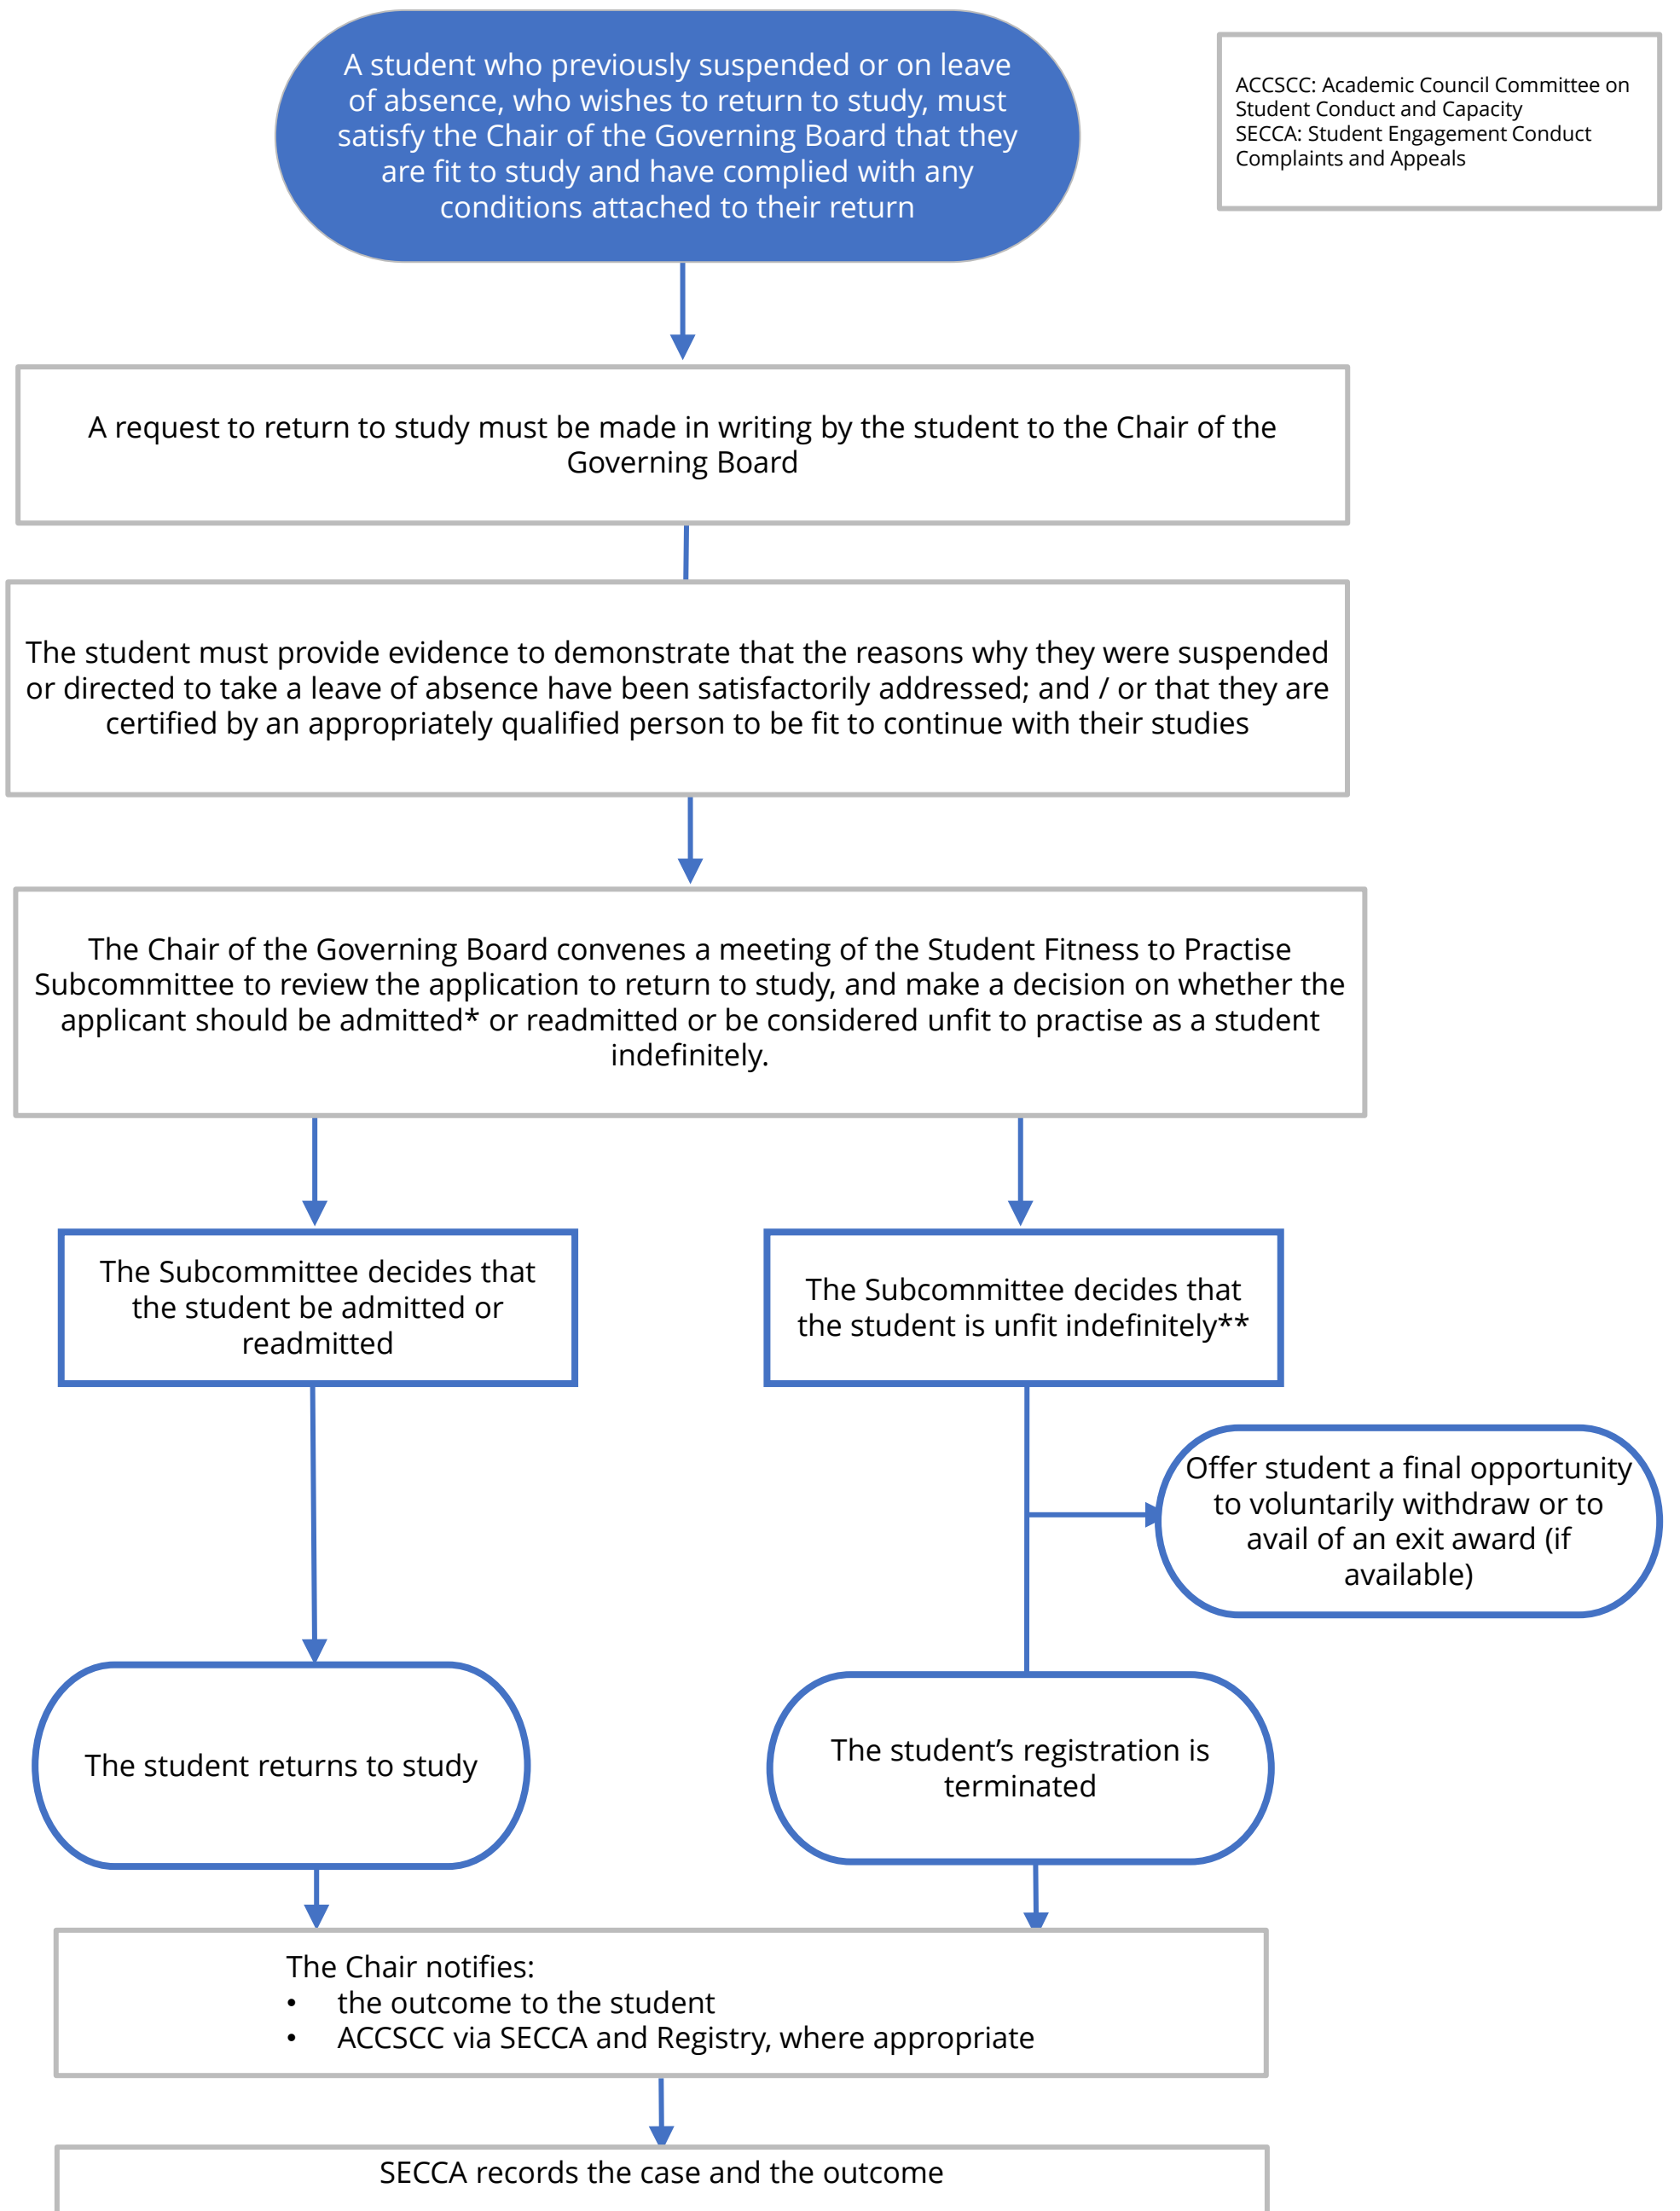 A student who previously suspended or on leave
of absence, who wishes to return to study, must
satisfy the Chair of the Governing Board that they
are fit to study and have complied with any
conditions attached to their return
ACCSCC: Academic Council Committee on
Student Conduct and Capacity
SECCA: Student Engagement Conduct
Complaints and Appeals
A request to return to study must be made in writing by the student to the Chair of the
Governing Board
The student must provide evidence to demonstrate that the reasons why they were suspended
or directed to take a leave of absence have been satisfactorily addressed; and / or that they are
certified by an appropriately qualified person to be fit to continue with their studies
The Chair of the Governing Board convenes a meeting of the Student Fitness to Practise
Subcommittee to review the application to return to study, and make a decision on whether the
applicant should be admitted* or readmitted or be considered unfit to practise as a student
indefinitely.
The Subcommittee decides that
the student be admitted or
readmitted
The Subcommittee decides that
the student is unfit indefinitely**
Offer student a final opportunity
to voluntarily withdraw or to
avail of an exit award (if
available)
The student returns to study
The student’s registration is
terminated
The Chair notifies:
• the outcome to the student
• ACCSCC via SECCA and Registry, where appropriate
SECCA records the case and the outcome